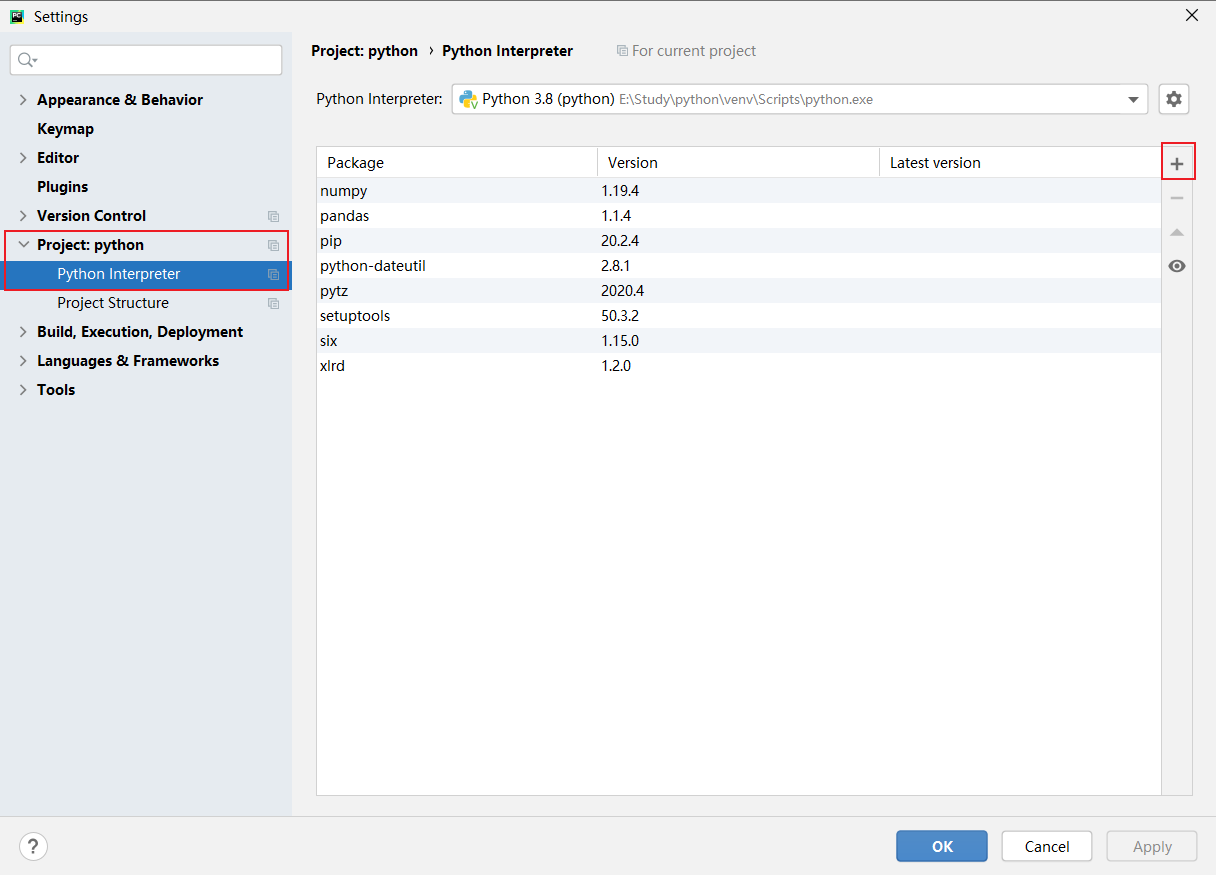 Settings
Project: python › Python Interpreter For current project
Python Interpreter: Python 3.8 (python) E:\Study\python\venv\Scripts\python.exe
Appearance & Behavior
Keymap
Editor
Plugins
Version Control
Project: python
Python Interpreter
Project Structure
Build, Execution, Deployment
Languages & Frameworks
Tools
Package Version Latest version
numpy 1.19.4
pandas 1.1.4
pip 20.2.4
python-dateutil 2.8.1
pytz 2020.4
setuptools 50.3.2
six 1.15.0
xlrd 1.2.0
? OK Cancel Apply